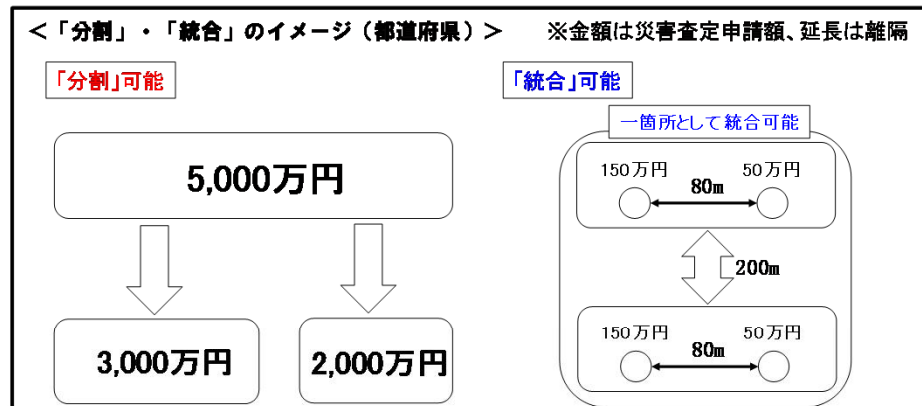 ＜「分割」・「統合」のイメージ（都道府県）＞　※金額は災害査定申請額、延長は離隔
「分割」可能
5,000万円
3,000万円
2,000万円
「統合」可能
一箇所として統合可能
150万円
80m
50万円
200m
150万円
80m
50万円